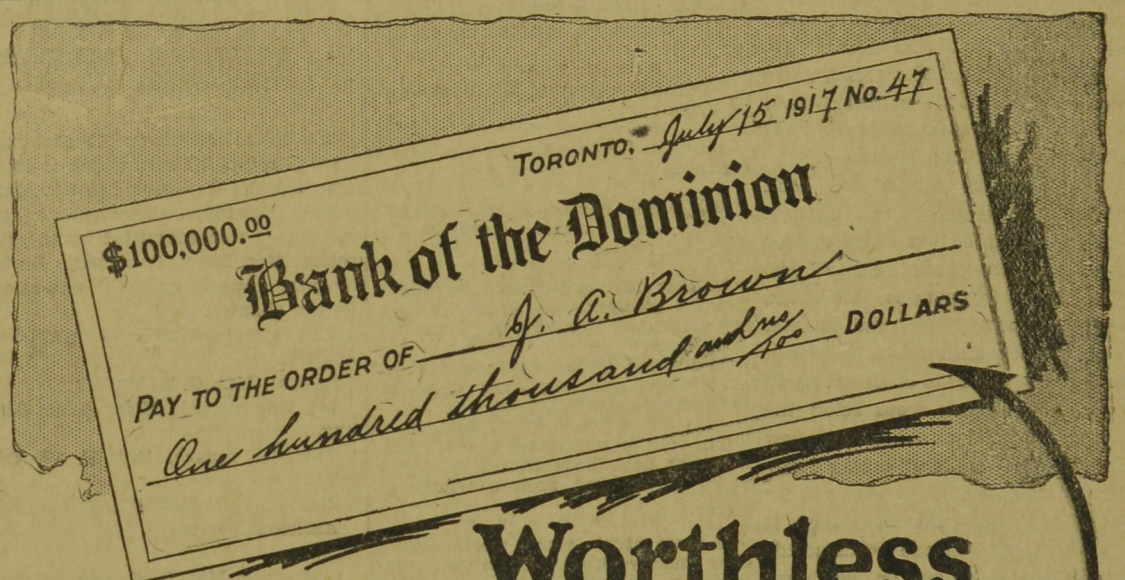 TORONTO, July 15 1917 No. 47
$100,000.00
Bank of the Dominion
PAY TO THE ORDER OF J. A. Brown
One hundred thousand and no/100 DOLLARS
Worthless